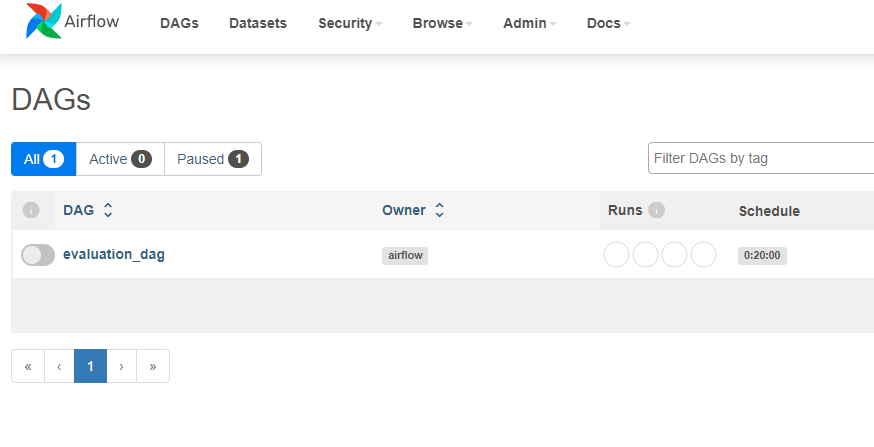 Airflow DAGs Datasets Security Browse Admin Docs
DAGs
All 1 Active 0 Paused 1 Filter DAGs by tag
i DAG Owner Runs i Schedule
evaluation_dag airflow 0:20:00
« ‹ 1 › »